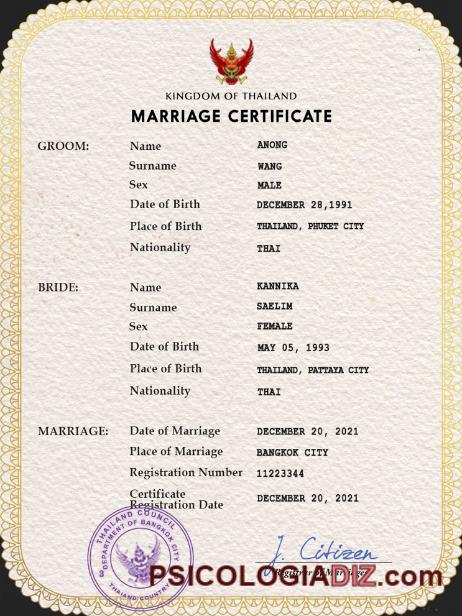 KINGDOM OF THAILAND
MARRIAGE CERTIFICATE
GROOM: Name ANONG
Surname WANG
Sex MALE
Date of Birth DECEMBER 28,1991
Place of Birth THAILAND, PHUKET CITY
Nationality THAI
BRIDE: Name KANNIKA
Surname SAELIM
Sex FEMALE
Date of Birth MAY 05, 1993
Place of Birth THAILAND, PATTAYA CITY
Nationality THAI
MARRIAGE: Date of Marriage DECEMBER 20, 2021
Place of Marriage BANGKOK CITY
Registration Number 11223344
Certificate
Registration Date DECEMBER 20, 2021
THAILAND COUNCIL
DEPARTMENT OF BANGKOK CITY
THAILAND COUNTRY
J. Citizen
Registrar of Marriage
PSICOLOGIADIZ.com